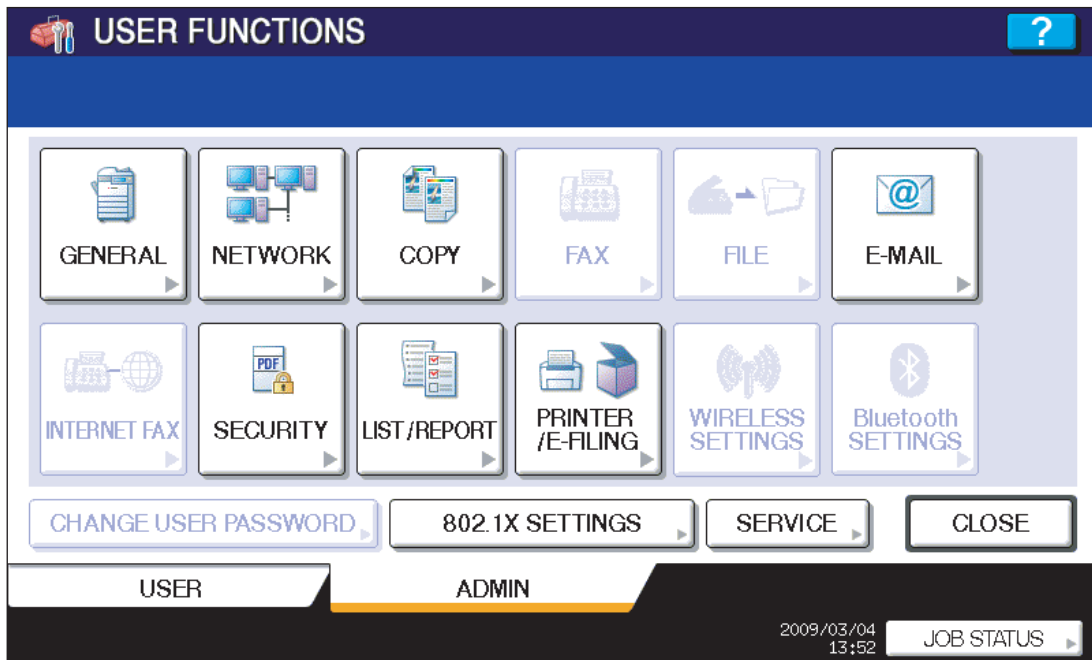 USER FUNCTIONS
?
GENERAL
NETWORK
COPY
FAX
FILE
@
E-MAIL
INTERNET FAX
PDF
SECURITY
LIST/REPORT
PRINTER
/E-FILING
WIRELESS
SETTINGS
Bluetooth
SETTINGS
CHANGE USER PASSWORD
802.1X SETTINGS
SERVICE
CLOSE
USER
ADMIN
2009/03/04
13:52
JOB STATUS